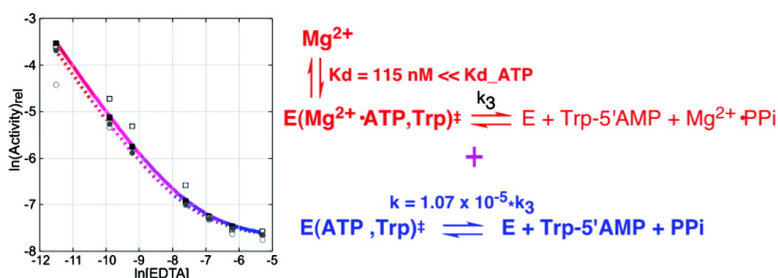 -3
-4
-5
-6
-7
-8
ln(Activity)rel
-12 -11 -10 -9 -8 -7 -6 -5
ln[EDTA]
Mg2+
Kd = 115 nM << Kd_ATP
k3
E(Mg2+•ATP,Trp)‡ E + Trp-5'AMP + Mg2+•PPi
+
k = 1.07 x 10-5*k3
E(ATP ,Trp)‡ E + Trp-5'AMP + PPi